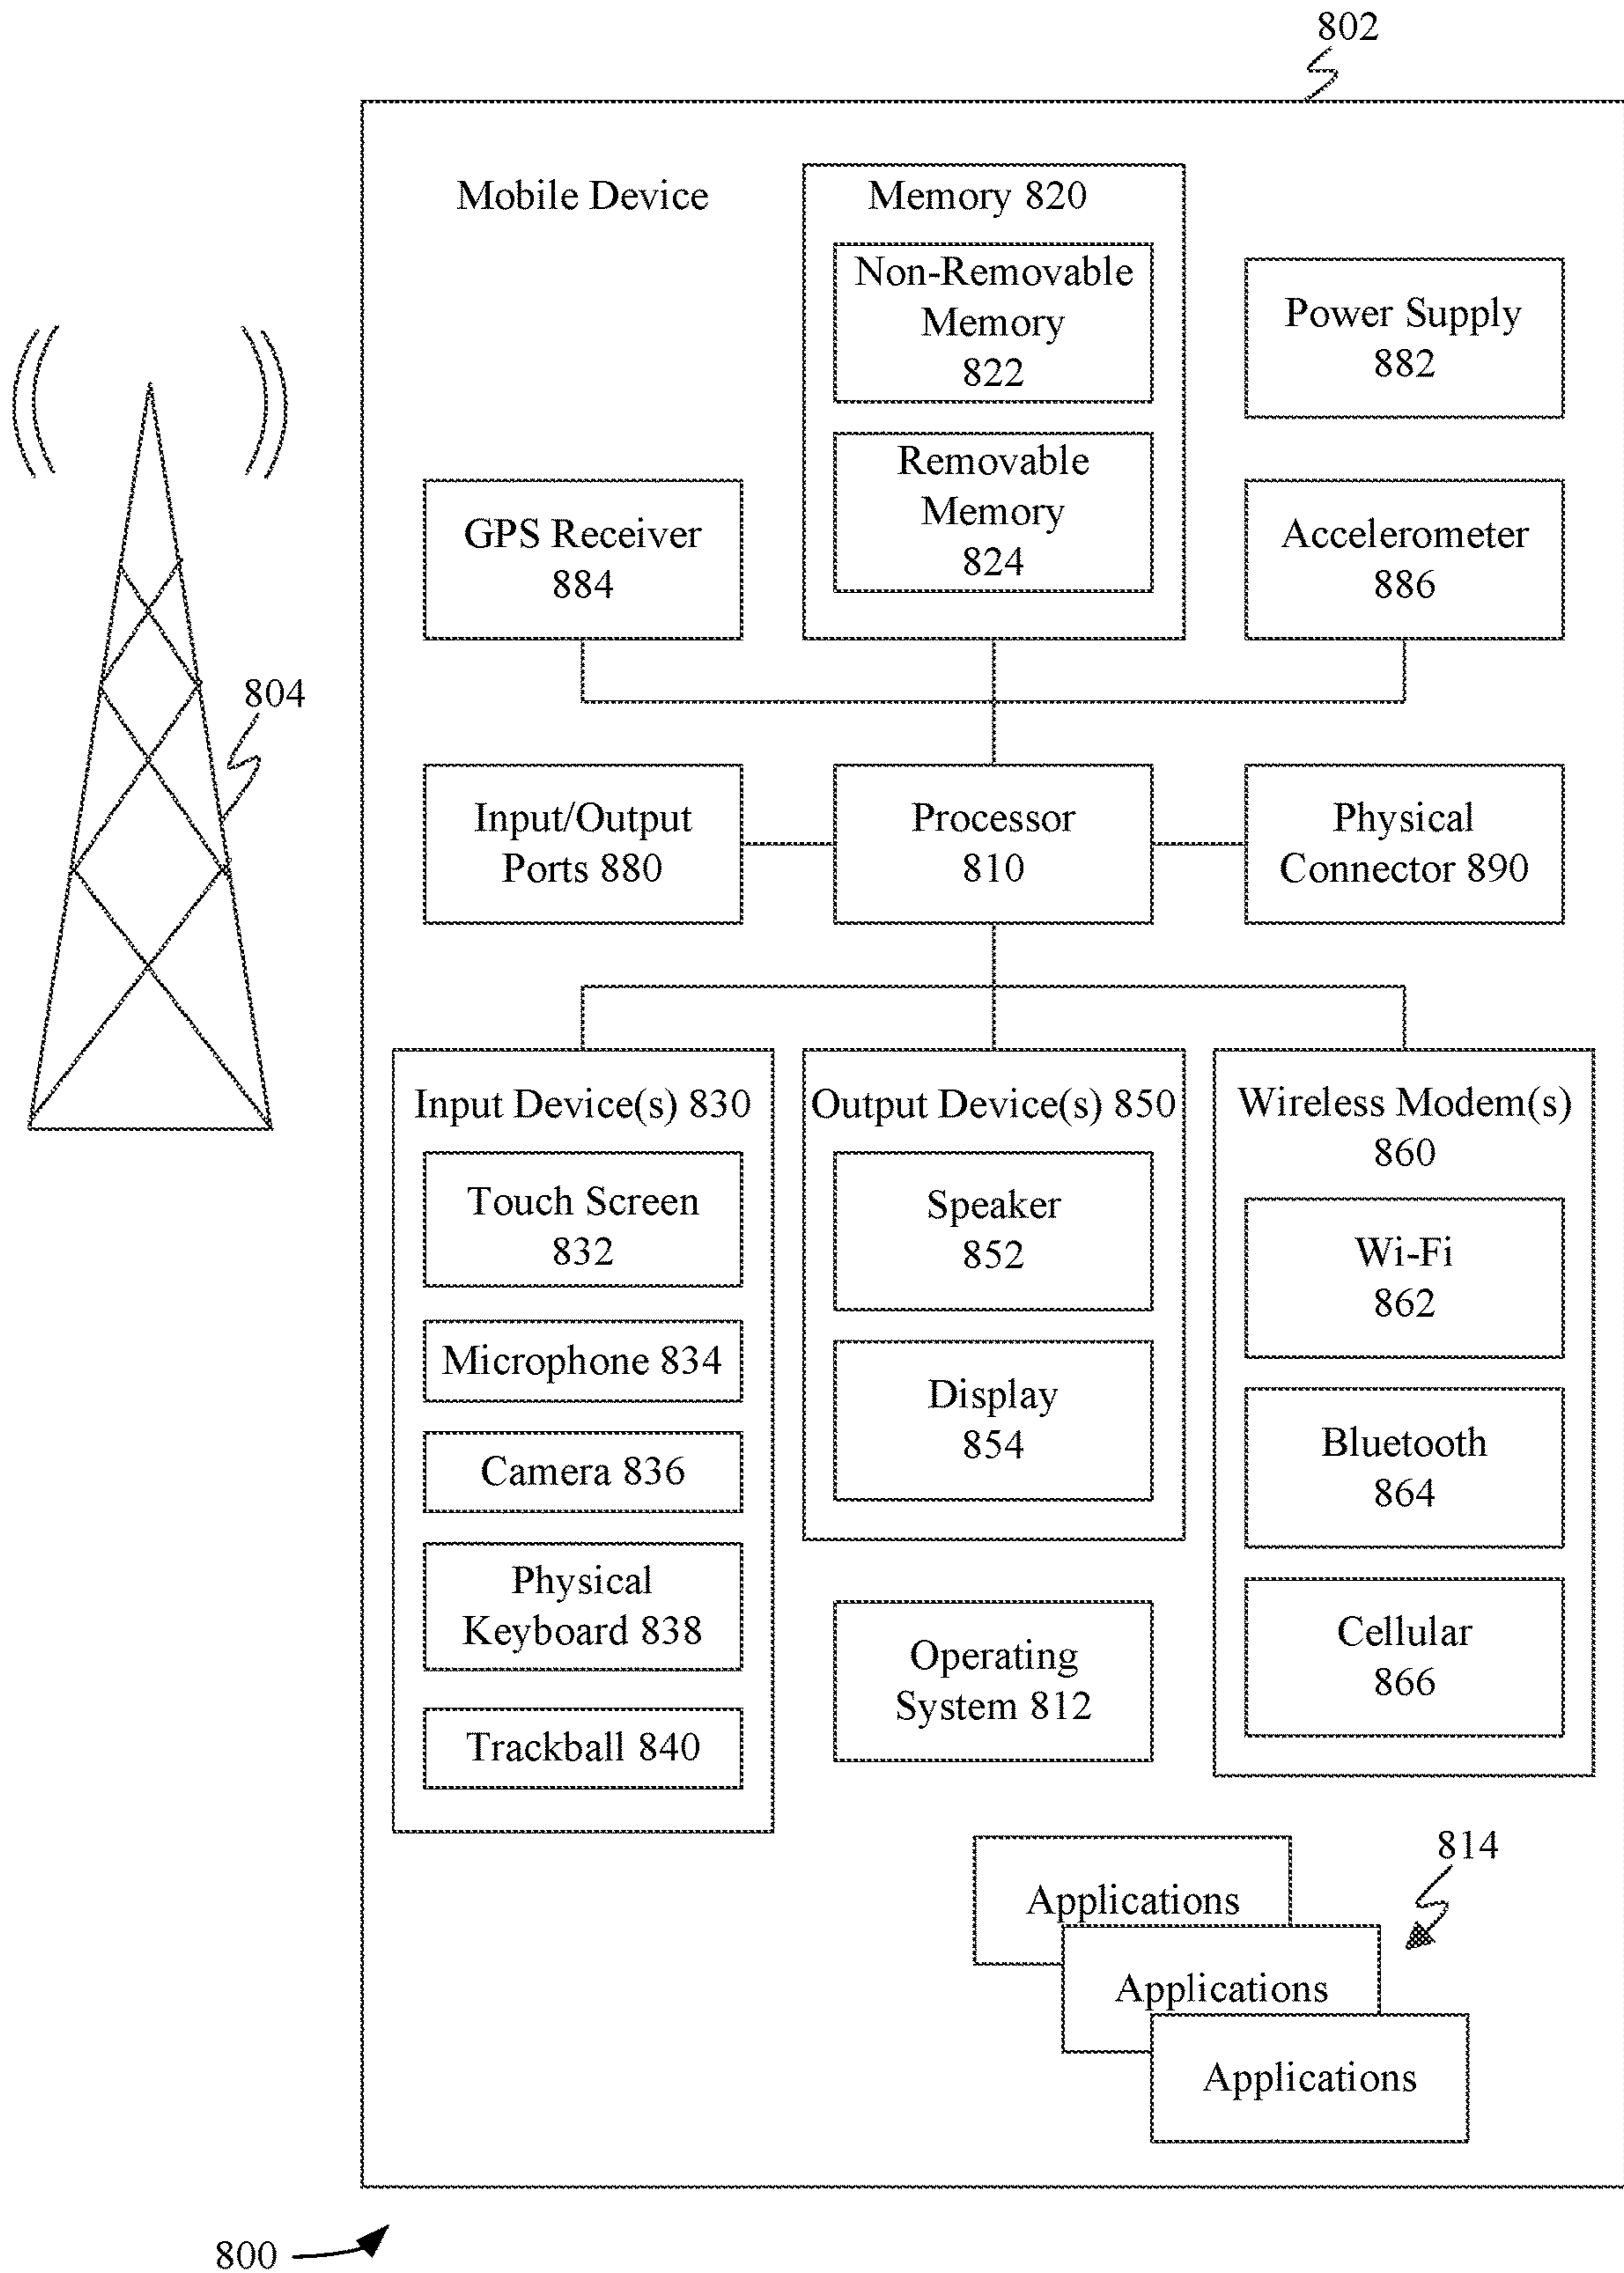 802
Mobile Device
Memory 820
Non-Removable
Memory
822
Power Supply
882
Removable
Memory
824
GPS Receiver
884
Accelerometer
886
804
Input/Output
Ports 880
Processor
810
Physical
Connector 890
Input Device(s) 830
Touch Screen
832
Microphone 834
Camera 836
Physical
Keyboard 838
Trackball 840
Output Device(s) 850
Speaker
852
Display
854
Operating
System 812
Wireless Modem(s)
860
Wi-Fi
862
Bluetooth
864
Cellular
866
814
Applications
Applications
Applications
800